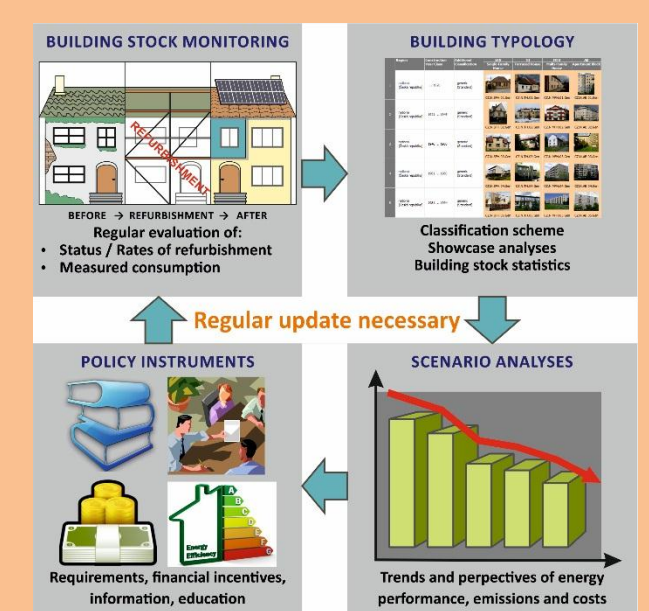 BUILDING STOCK MONITORING
REFURBISHMENT
BEFORE → REFURBISHMENT → AFTER
Regular evaluation of:
• Status / Rates of refurbishment
• Measured consumption
BUILDING TYPOLOGY
Classification scheme
Showcase analyses
Building stock statistics
Regular update necessary
POLICY INSTRUMENTS
A
B
C
D
E
F
G
Energy
Efficiency
Requirements, financial incentives,
information, education
SCENARIO ANALYSES
Trends and perpectives of energy
performance, emissions and costs